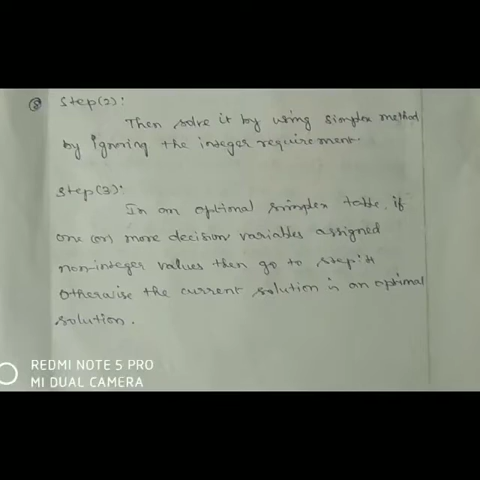 ⑧ Step(2):
Then solve it by using simplex method
by ignoring the integer requirement.
Step(3):
In an optimal simplex table, if
one (or) more decision variables assigned
non-integer values then go to step
Otherwise the current solution is an optimal
solution.
REDMI NOTE 5 PRO
MI DUAL CAMERA